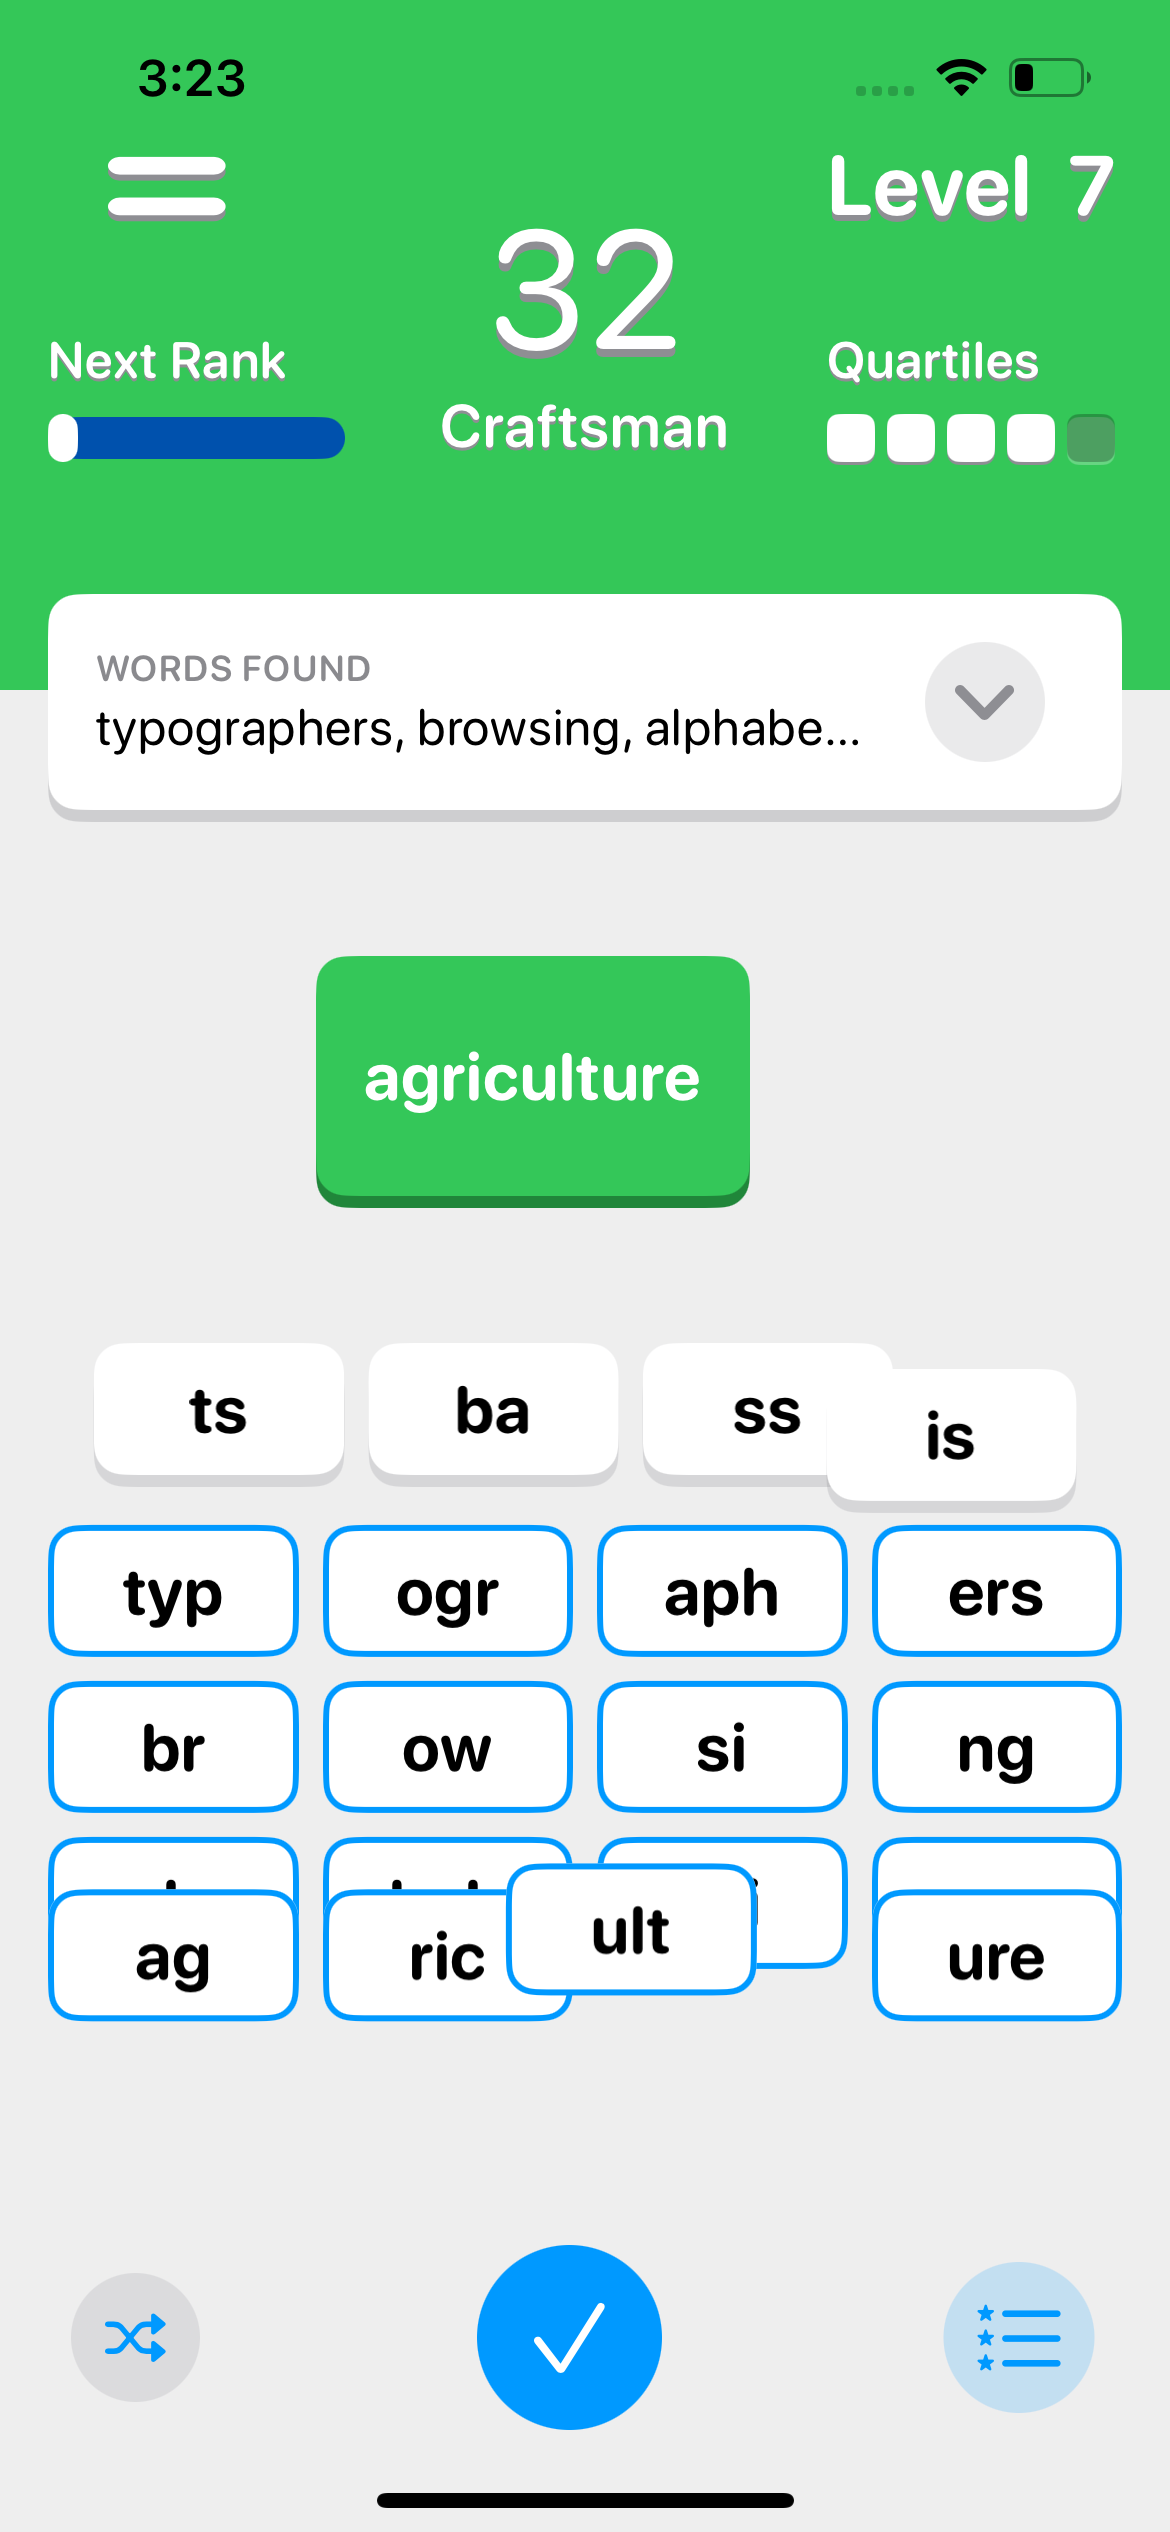 3:23
Level 7
32
Next Rank
Quartiles
Craftsman
WORDS FOUND
typographers, browsing, alphabe...
agriculture
ts ba ss is
typ ogr aph ers
br ow si ng
ag ric ult ure